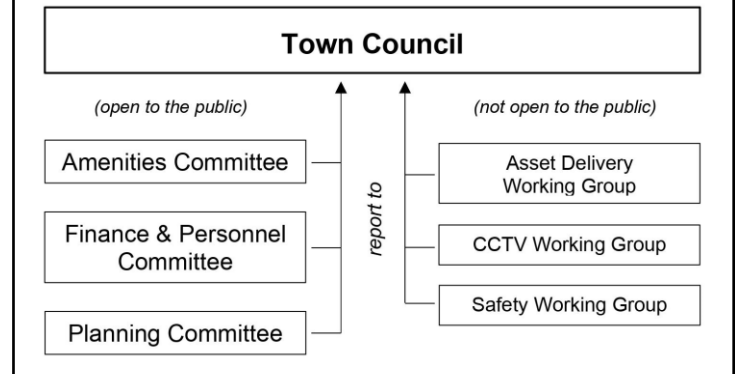 Town Council
(open to the public)
Amenities Committee
Finance & Personnel
Committee
Planning Committee
report to
(not open to the public)
Asset Delivery
Working Group
CCTV Working Group
Safety Working Group